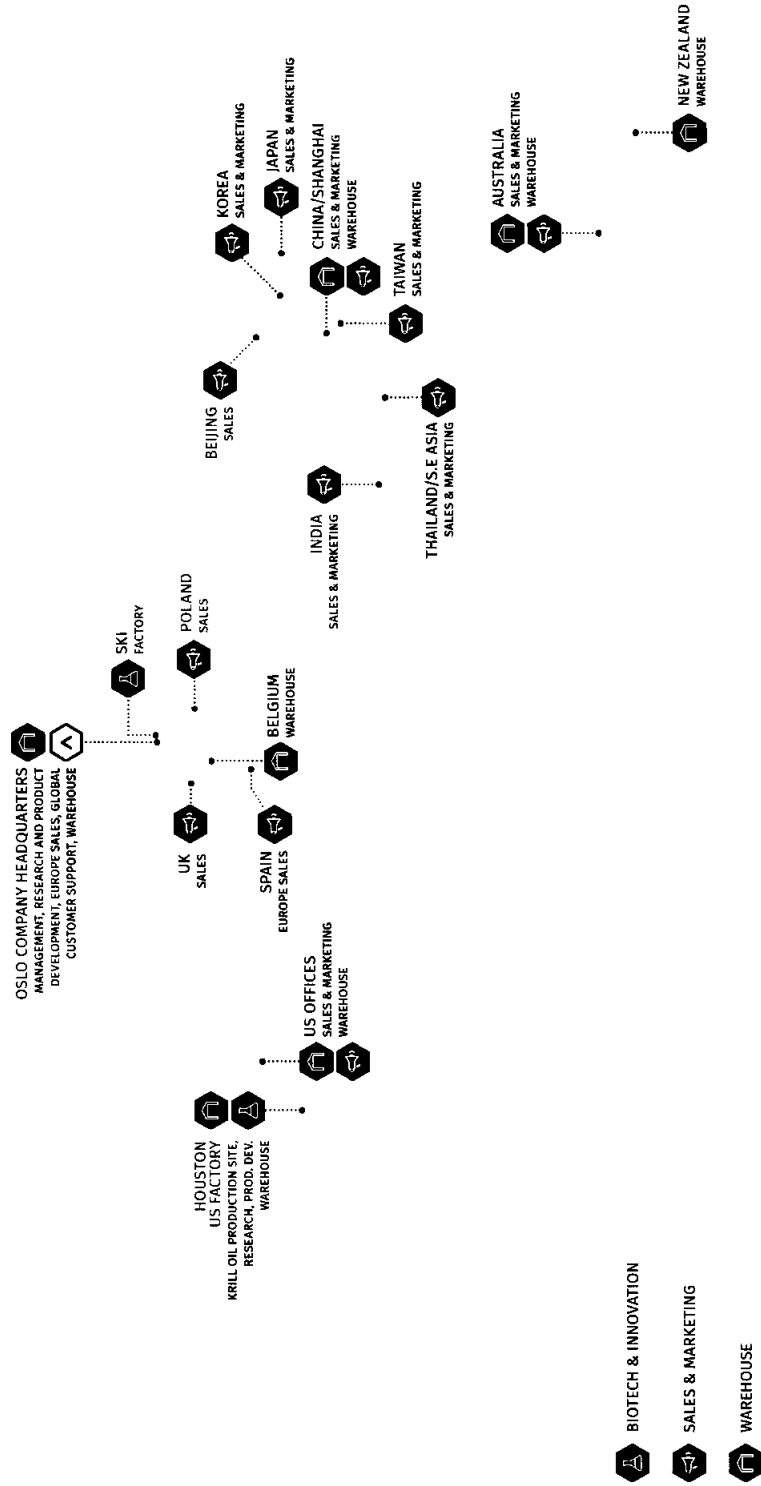 OSLO COMPANY HEADQUARTERS
MANAGEMENT, RESEARCH AND PRODUCT
DEVELOPMENT, EUROPE SALES, GLOBAL
CUSTOMER SUPPORT, WAREHOUSE
SKI
FACTORY
POLAND
SALES
UK
SALES
BELGIUM
WAREHOUSE
SPAIN
EUROPE SALES
HOUSTON
US FACTORY
KRILL OIL PRODUCTION SITE,
RESEARCH, PROD. DEV.
WAREHOUSE
US OFFICES
SALES & MARKETING
WAREHOUSE
BEIJING
SALES
KOREA
SALES & MARKETING
JAPAN
SALES & MARKETING
CHINA/SHANGHAI
SALES & MARKETING
WAREHOUSE
TAIWAN
SALES & MARKETING
INDIA
SALES & MARKETING
THAILAND/S.E ASIA
SALES & MARKETING
AUSTRALIA
SALES & MARKETING
WAREHOUSE
NEW ZEALAND
WAREHOUSE
BIOTECH & INNOVATION
SALES & MARKETING
WAREHOUSE